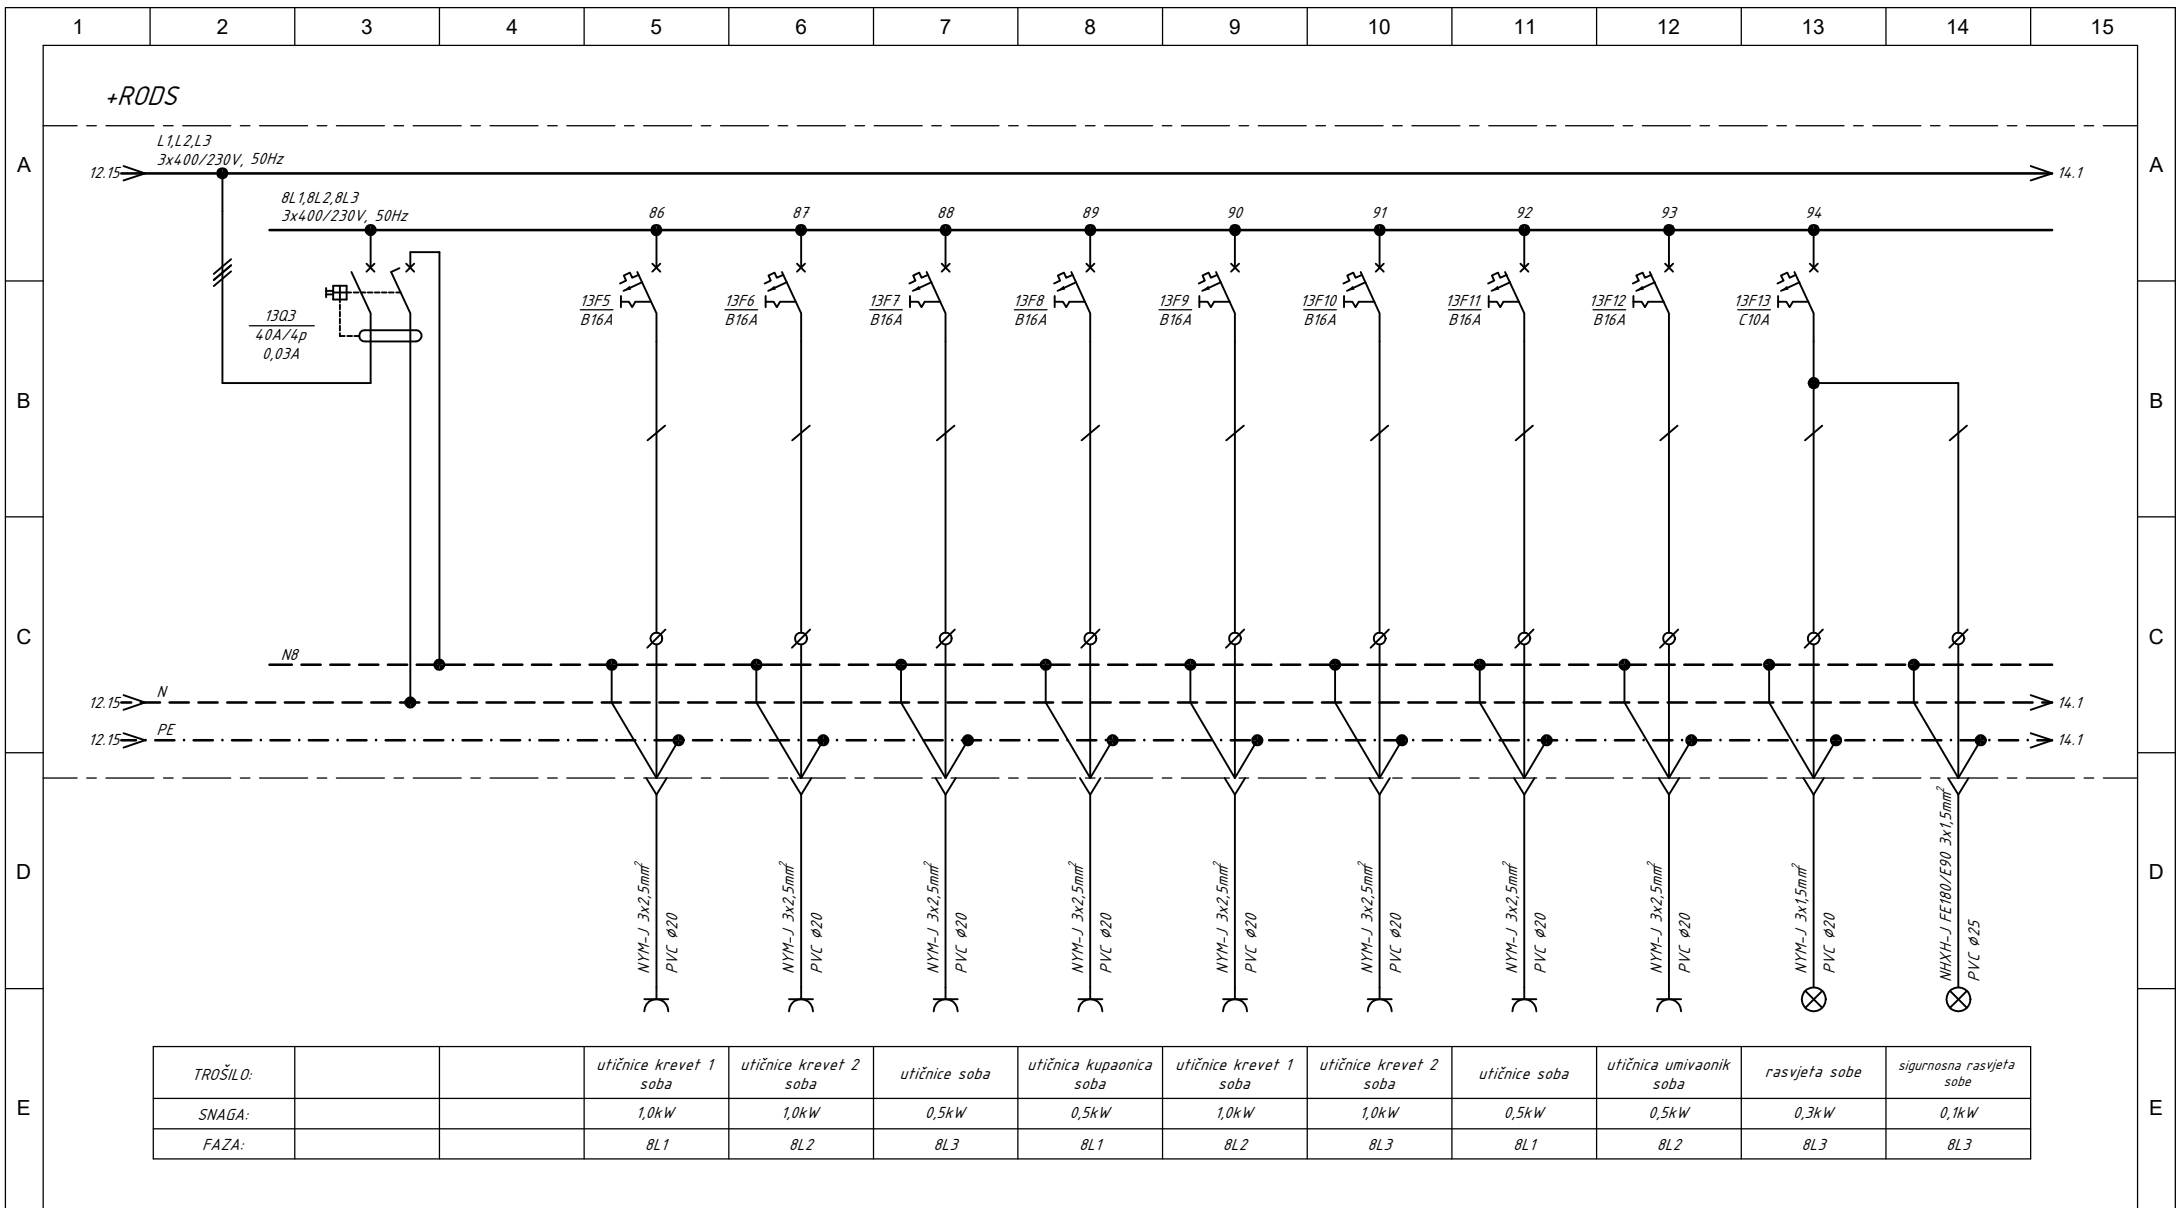 1 2 3 4 5 6 7 8 9 10 11 12 13 14 15
+RODS
L1,L2,L3
3x400/230V, 50Hz
A A
12.15 14.1
8L1,8L2,8L3
3x400/230V, 50Hz
86 87 88 89 90 91 92 93 94
13Q3
40A/4p
0,03A
13F5
B16A
13F6
B16A
13F7
B16A
13F8
B16A
13F9
B16A
13F10
B16A
13F11
B16A
13F12
B16A
13F13
C10A
B B
C C
N8
12.15 N 14.1
12.15 PE 14.1
D D
NYM-J 3x2,5mm²
PVC ø20
NYM-J 3x2,5mm²
PVC ø20
NYM-J 3x2,5mm²
PVC ø20
NYM-J 3x2,5mm²
PVC ø20
NYM-J 3x2,5mm²
PVC ø20
NYM-J 3x2,5mm²
PVC ø20
NYM-J 3x2,5mm²
PVC ø20
NYM-J 3x2,5mm²
PVC ø20
NYM-J 3x1,5mm²
PVC ø20
NHXH-J FE180/E90 3x1,5mm²
PVC ø25
E E
TROŠILO:
utičnice krevet 1
soba
utičnice krevet 2
soba
utičnice soba
utičnica kupaonica
soba
utičnice krevet 1
soba
utičnice krevet 2
soba
utičnice soba
utičnica umivaonik
soba
rasvjeta sobe
sigurnosna rasvjeta
sobe
SNAGA: 1,0kW 1,0kW 0,5kW 0,5kW 1,0kW 1,0kW 0,5kW 0,5kW 0,3kW 0,1kW
FAZA: 8L1 8L2 8L3 8L1 8L2 8L3 8L1 8L2 8L3 8L3